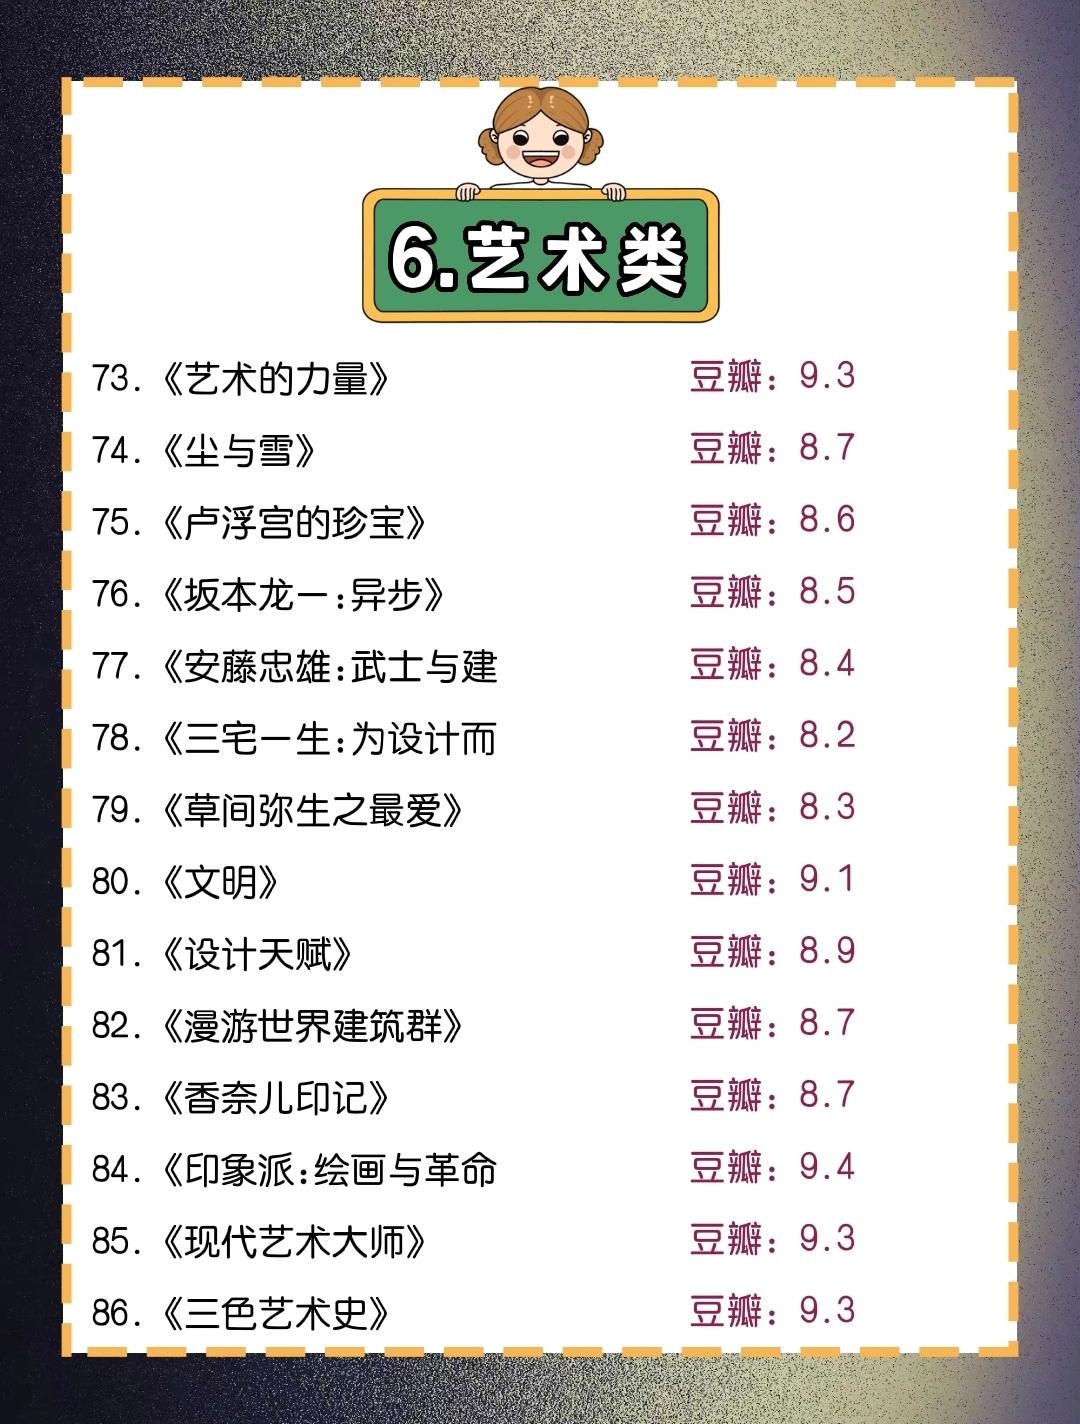 6.艺术类
73.《艺术的力量》 豆瓣：9.3
74.《尘与雪》 豆瓣：8.7
75.《卢浮宫的珍宝》 豆瓣：8.6
76.《坂本龙一:异步》 豆瓣：8.5
77.《安藤忠雄:武士与建 豆瓣：8.4
78.《三宅一生:为设计而 豆瓣：8.2
79.《草间弥生之最爱》 豆瓣：8.3
80.《文明》 豆瓣：9.1
81.《设计天赋》 豆瓣：8.9
82.《漫游世界建筑群》 豆瓣：8.7
83.《香奈儿印记》 豆瓣：8.7
84.《印象派:绘画与革命 豆瓣：9.4
85.《现代艺术大师》 豆瓣：9.3
86.《三色艺术史》 豆瓣：9.3